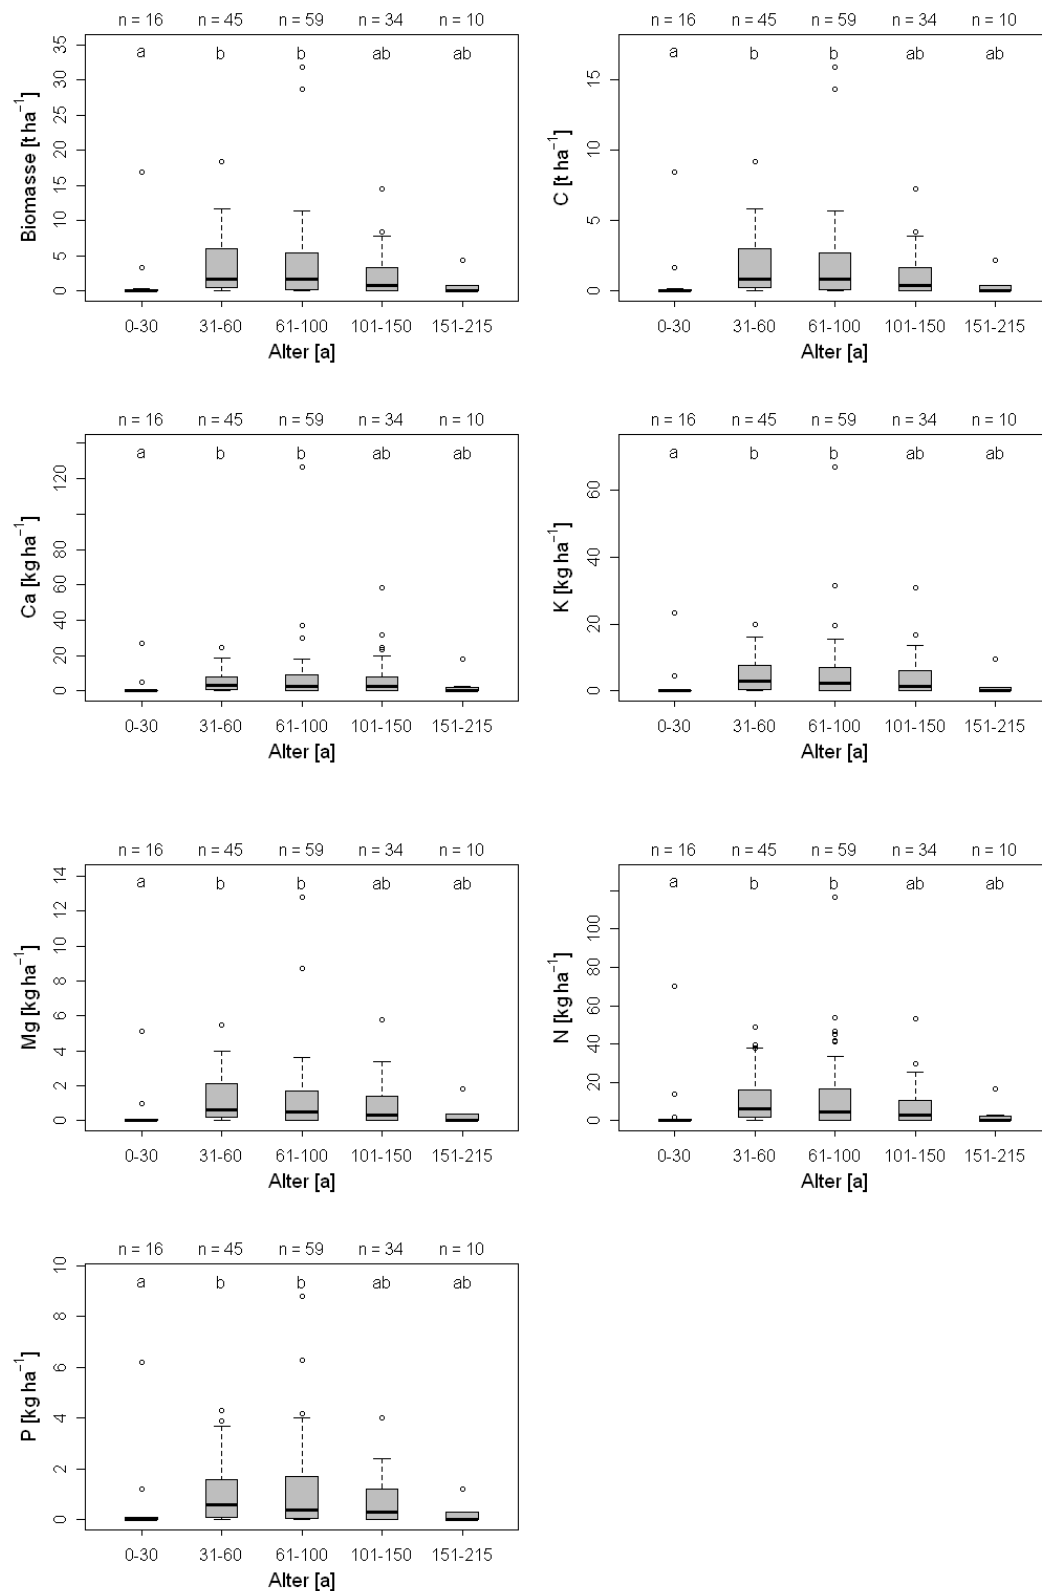 n = 16 n = 45 n = 59 n = 34 n = 10
a b b ab ab
Biomasse [t ha⁻¹]
35
30
25
20
15
10
5
0
0-30 31-60 61-100 101-150 151-215
Alter [a]
n = 16 n = 45 n = 59 n = 34 n = 10
a b b ab ab
C [t ha⁻¹]
15
10
5
0
0-30 31-60 61-100 101-150 151-215
Alter [a]
n = 16 n = 45 n = 59 n = 34 n = 10
a b b ab ab
Ca [kg ha⁻¹]
120
80
60
40
20
0
0-30 31-60 61-100 101-150 151-215
Alter [a]
n = 16 n = 45 n = 59 n = 34 n = 10
a b b ab ab
K [kg ha⁻¹]
60
40
20
0
0-30 31-60 61-100 101-150 151-215
Alter [a]
n = 16 n = 45 n = 59 n = 34 n = 10
a b b ab ab
Mg [kg ha⁻¹]
14
12
10
8
6
4
2
0
0-30 31-60 61-100 101-150 151-215
Alter [a]
n = 16 n = 45 n = 59 n = 34 n = 10
a b b ab ab
N [kg ha⁻¹]
100
80
60
40
20
0
0-30 31-60 61-100 101-150 151-215
Alter [a]
n = 16 n = 45 n = 59 n = 34 n = 10
a b b ab ab
P [kg ha⁻¹]
10
8
6
4
2
0
0-30 31-60 61-100 101-150 151-215
Alter [a]